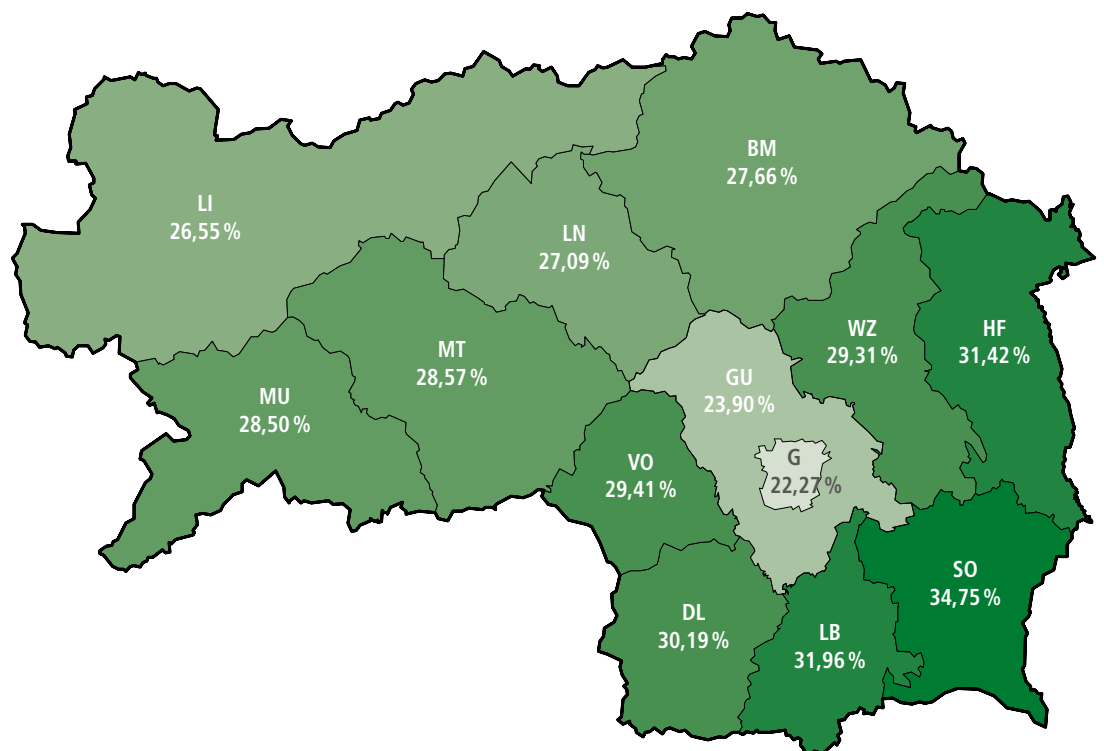 BM
27,66 %
LI
26,55 %
LN
27,09 %
WZ
29,31 %
HF
31,42 %
MT
28,57 %
GU
23,90 %
MU
28,50 %
VO
29,41 %
G
22,27 %
SO
34,75 %
DL
30,19 %
LB
31,96 %